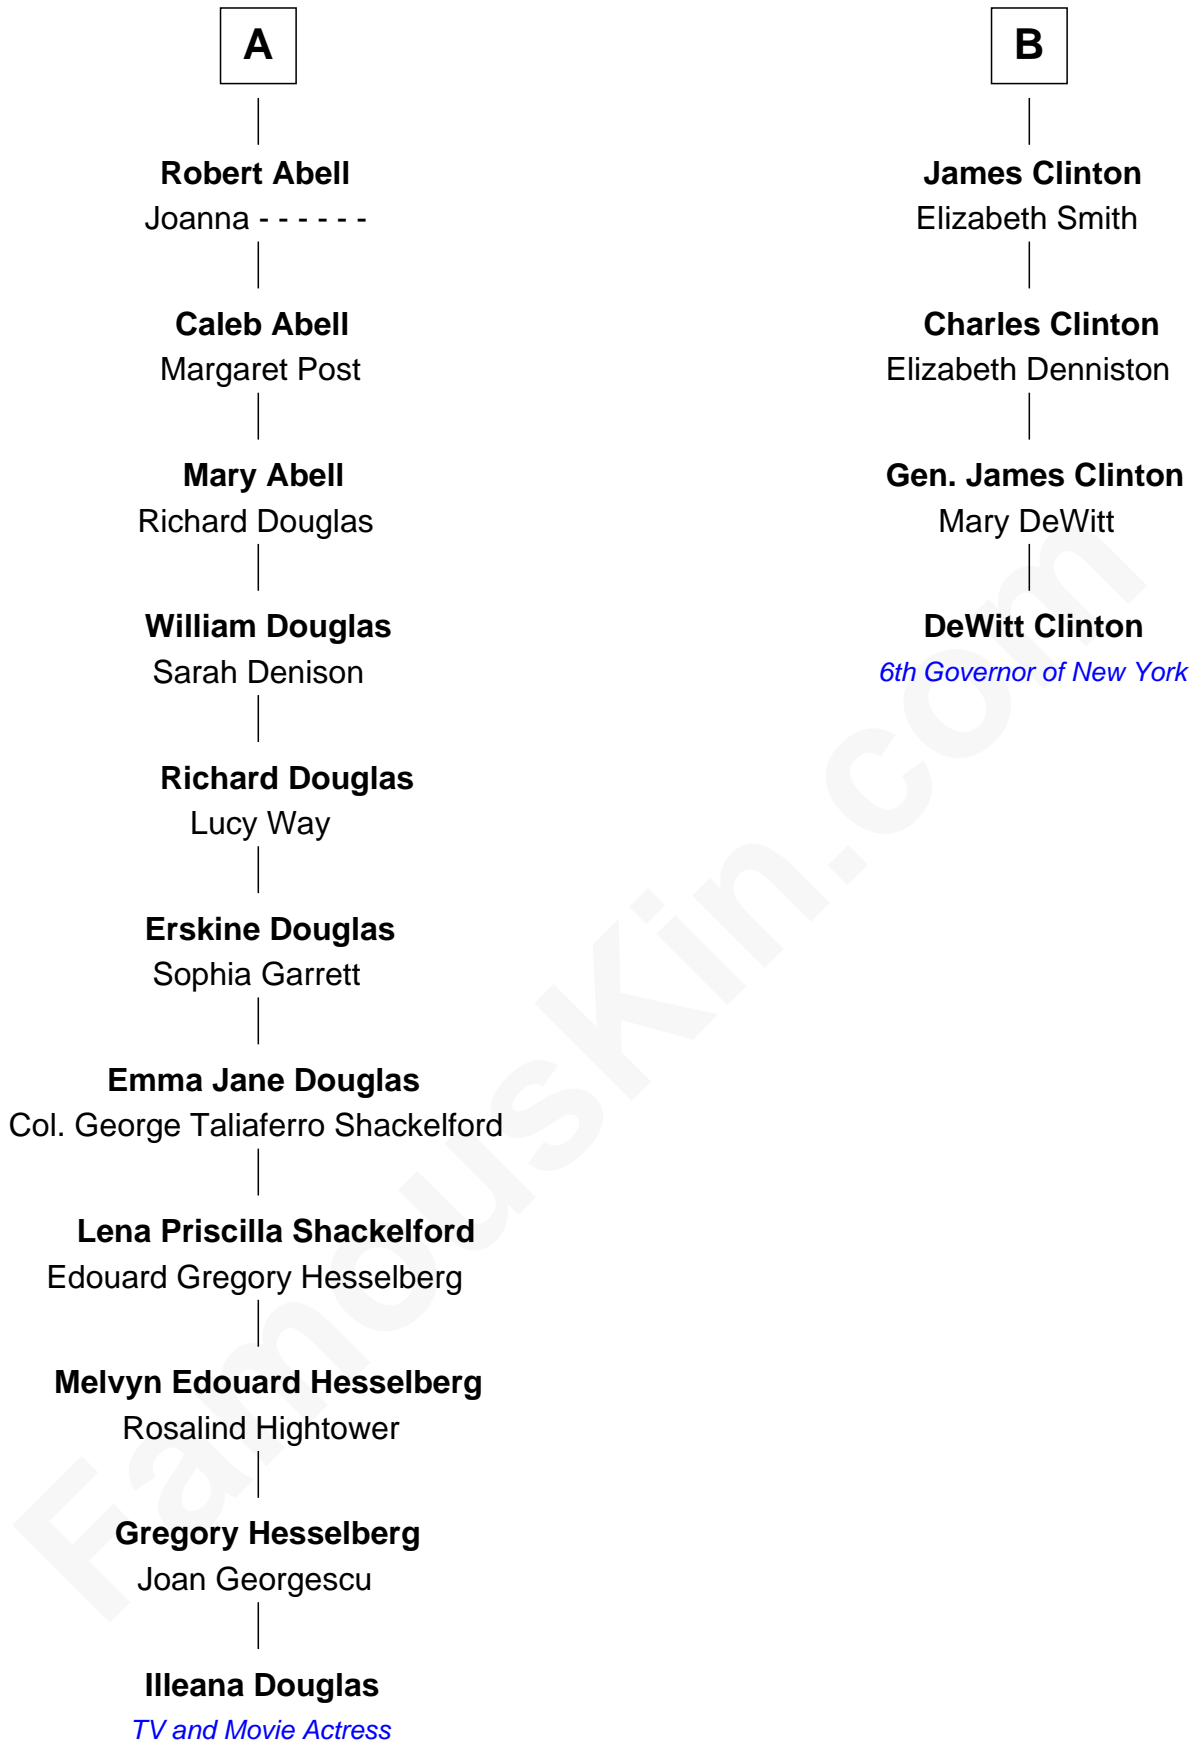 A
Robert Abell
Joanna - - - - - -
Caleb Abell
Margaret Post
Mary Abell
Richard Douglas
William Douglas
Sarah Denison
Richard Douglas
Lucy Way
Erskine Douglas
Sophia Garrett
Emma Jane Douglas
Col. George Taliaferro Shackelford
Lena Priscilla Shackelford
Edouard Gregory Hesselberg
Melvyn Edouard Hesselberg
Rosalind Hightower
Gregory Hesselberg
Joan Georgescu
Illeana Douglas
TV and Movie Actress
B
James Clinton
Elizabeth Smith
Charles Clinton
Elizabeth Denniston
Gen. James Clinton
Mary DeWitt
DeWitt Clinton
6th Governor of New York
FamousKin.com